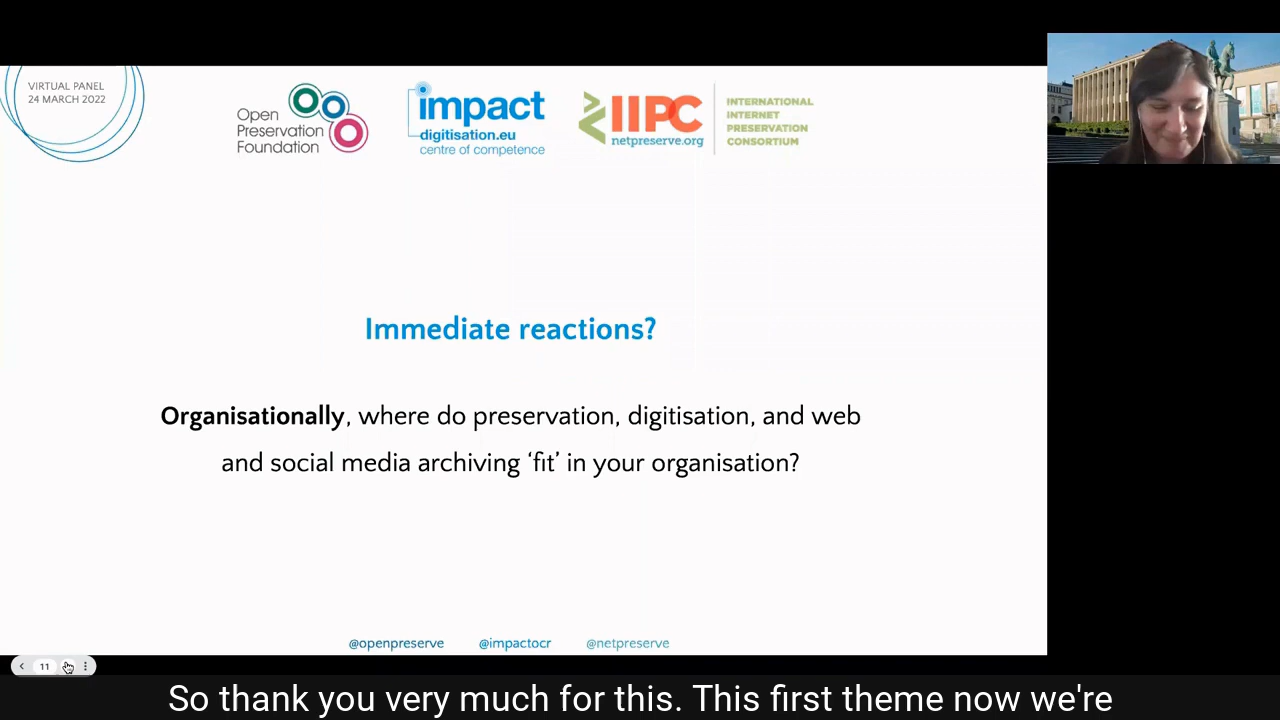 VIRTUAL PANEL
24 MARCH 2022
Open
Preservation
Foundation
impact
digitisation.eu
centre of competence
IIPC
netpreserve.org
INTERNATIONAL
INTERNET
PRESERVATION
CONSORTIUM
Immediate reactions?
Organisationally, where do preservation, digitisation, and web
and social media archiving ‘fit’ in your organisation?
@openpreserve @impactocr @netpreserve
11
So thank you very much for this. This first theme now we're